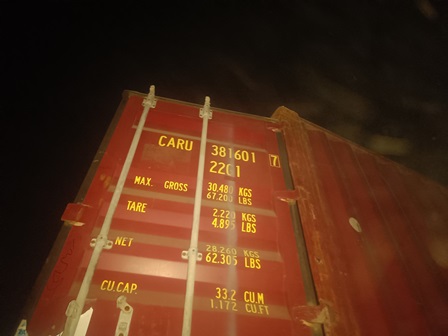 CARU 381601 7
22G1
MAX. GROSS 30.480 KGS
67.200 LBS
TARE 2.220 KGS
4.895 LBS
NET 28.260 KGS
62.305 LBS
CU.CAP. 33.2 CU.M
1.172 CU.FT